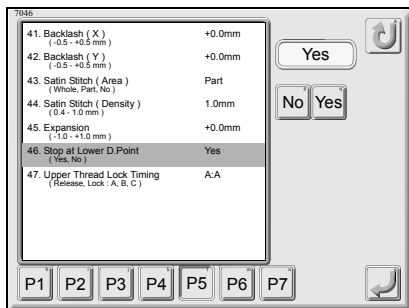 7046
41. Backlash ( X ) +0.0mm
( -0.5 - +0.5 mm )
42. Backlash ( Y ) +0.0mm
( -0.5 - +0.5 mm )
43. Satin Stitch ( Area ) Part
( Whole, Part, No )
44. Satin Stitch ( Density ) 1.0mm
( 0.4 - 1.0 mm )
45. Expansion +0.0mm
( -1.0 - +1.0 mm )
46. Stop at Lower D.Point Yes
( Yes, No )
47. Upper Thread Lock Timing A:A
( Release, Lock : A, B, C )
Yes
No Yes
P1 P2 P3 P4 P5 P6 P7